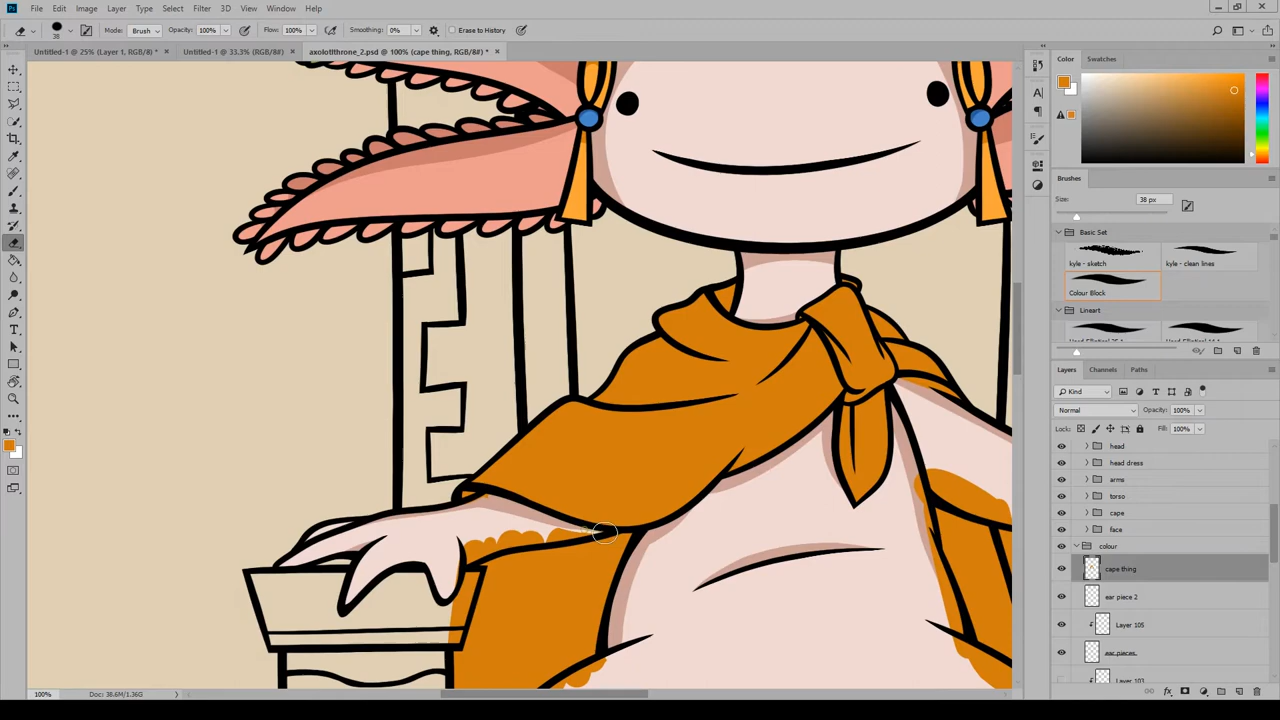 Ps File Edit Image Layer Type Select Filter 3D View Window Help
38 Mode: Brush Opacity: 100% Flow: 100% Smoothing: 0% Erase to History
Untitled-1 @ 25% (Layer 1, RGB/8) * × Untitled-1 @ 33.3% (RGB/8#) × axolotlthrone_2.psd @ 100% (cape thing, RGB/8#) * ×
Color Swatches
Brushes
Size: 38 px
Basic Set
kyle - sketch kyle - clean lines
Colour Block
Lineart
Layers Channels Paths
Kind
Normal Opacity: 100%
Lock: Fill: 100%
head
head dress
arms
torso
cape
face
colour
cape thing
ear piece 2
Layer 105
ear pieces
100% Doc: 38.6M/1.36G